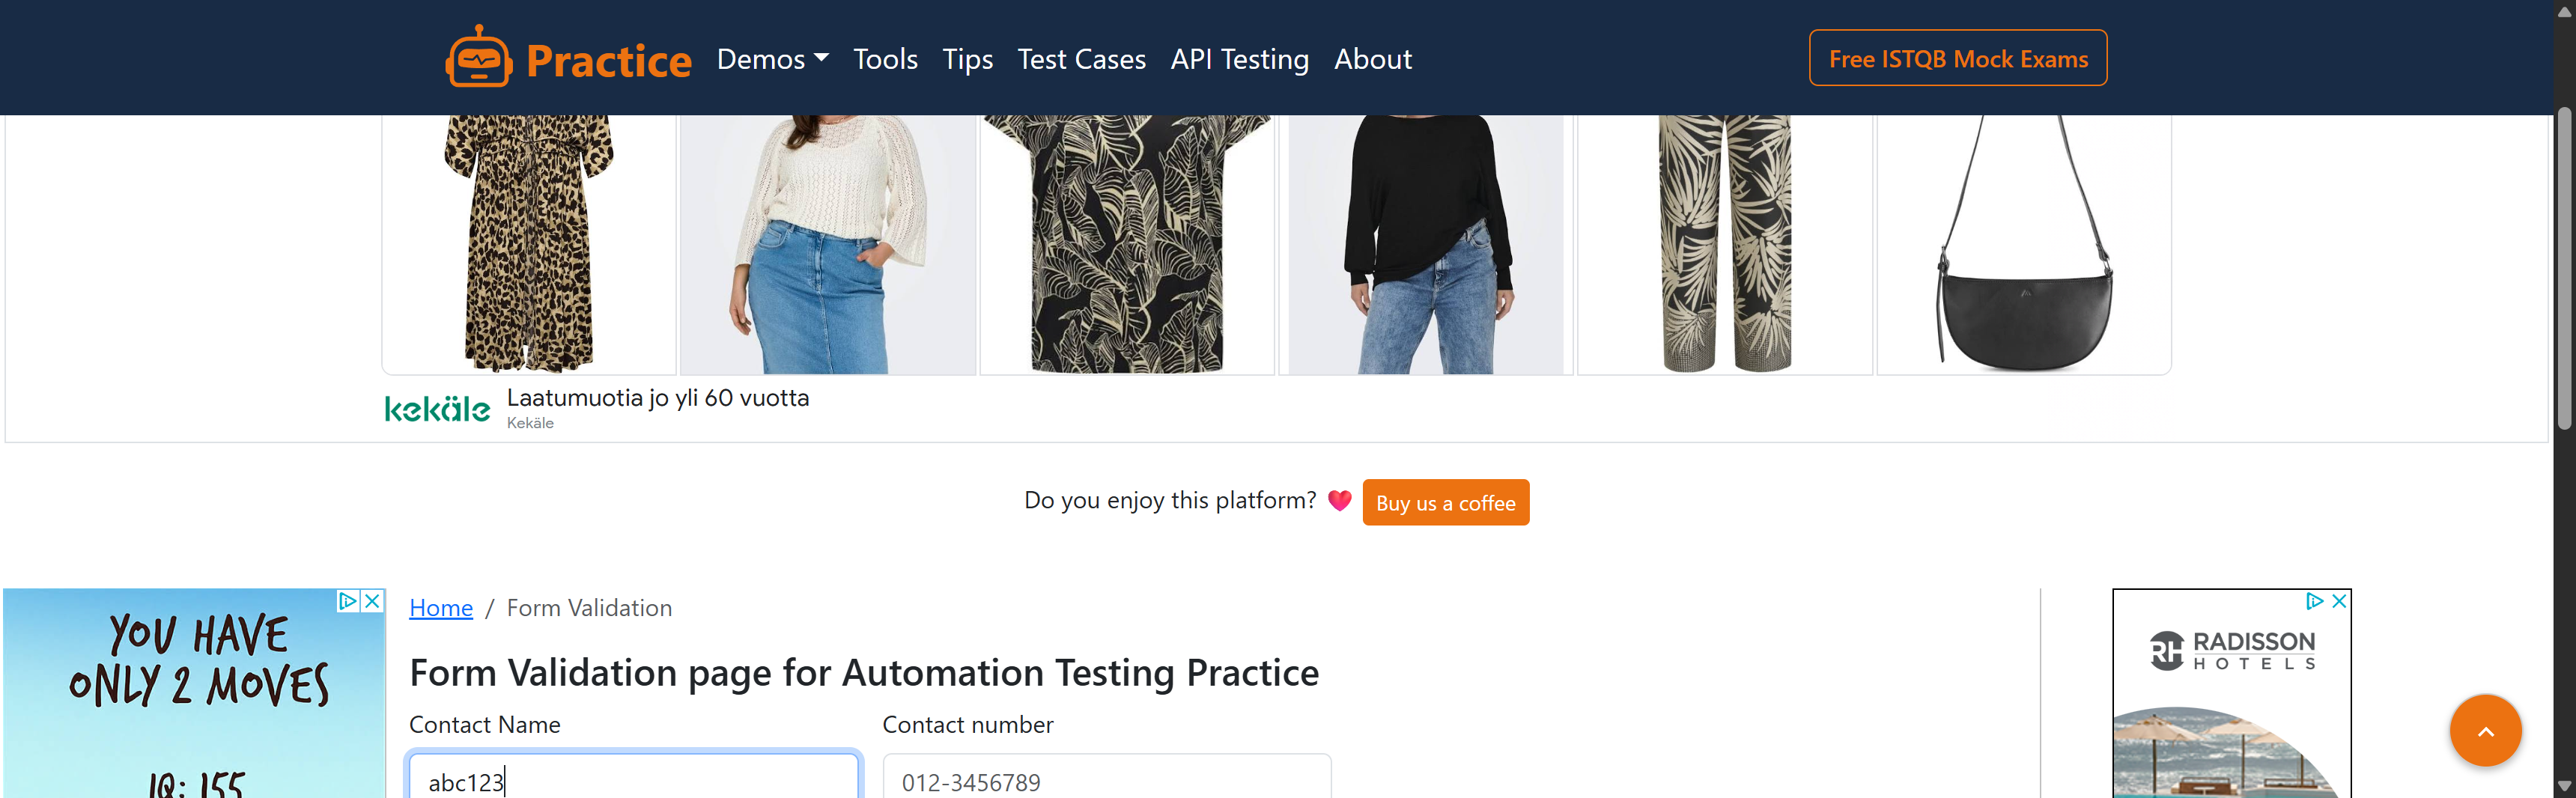 Practice Demos Tools Tips Test Cases API Testing About Free ISTQB Mock Exams
kekäle
Laatumuotia jo yli 60 vuotta
Kekäle
Do you enjoy this platform? Buy us a coffee
YOU HAVE
ONLY 2 MOVES
IQ: 155
Home / Form Validation
Form Validation page for Automation Testing Practice
Contact Name
abc123
Contact number
012-3456789
RH RADISSON
HOTELS